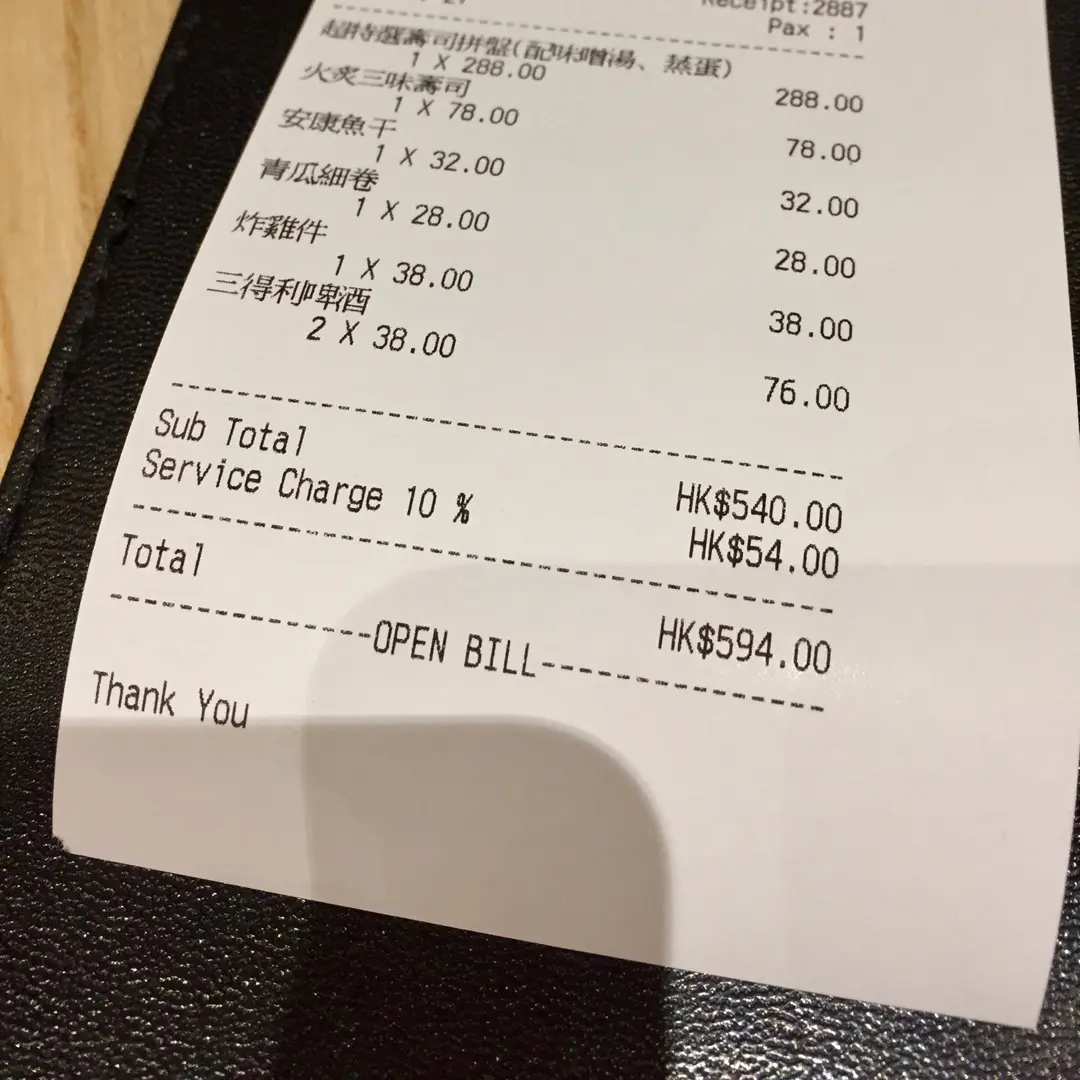 Receipt:2887
Pax : 1
超特選壽司拼盤(配味噌湯、蒸蛋)
1 X 288.00 288.00
火炙三味壽司
1 X 78.00 78.00
安康魚干
1 X 32.00 32.00
青瓜細卷
1 X 28.00 28.00
炸雞件
1 X 38.00 38.00
三得利啤酒
2 X 38.00 76.00
Sub Total HK$540.00
Service Charge 10 % HK$54.00
Total HK$594.00
OPEN BILL
Thank You